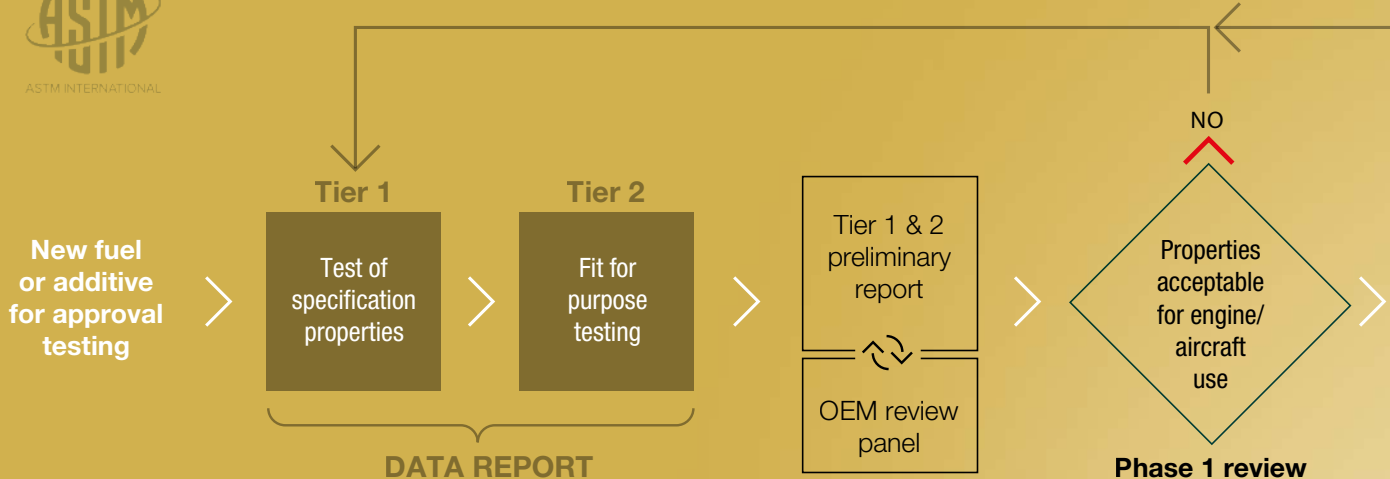 ASTM
ASTM INTERNATIONAL
NO
Tier 1
Tier 2
New fuel
or additive
for approval
testing
Test of
specification
properties
Fit for
purpose
testing
Tier 1 & 2
preliminary
report
OEM review
panel
Properties
acceptable
for engine/
aircraft
use
DATA REPORT
Phase 1 review